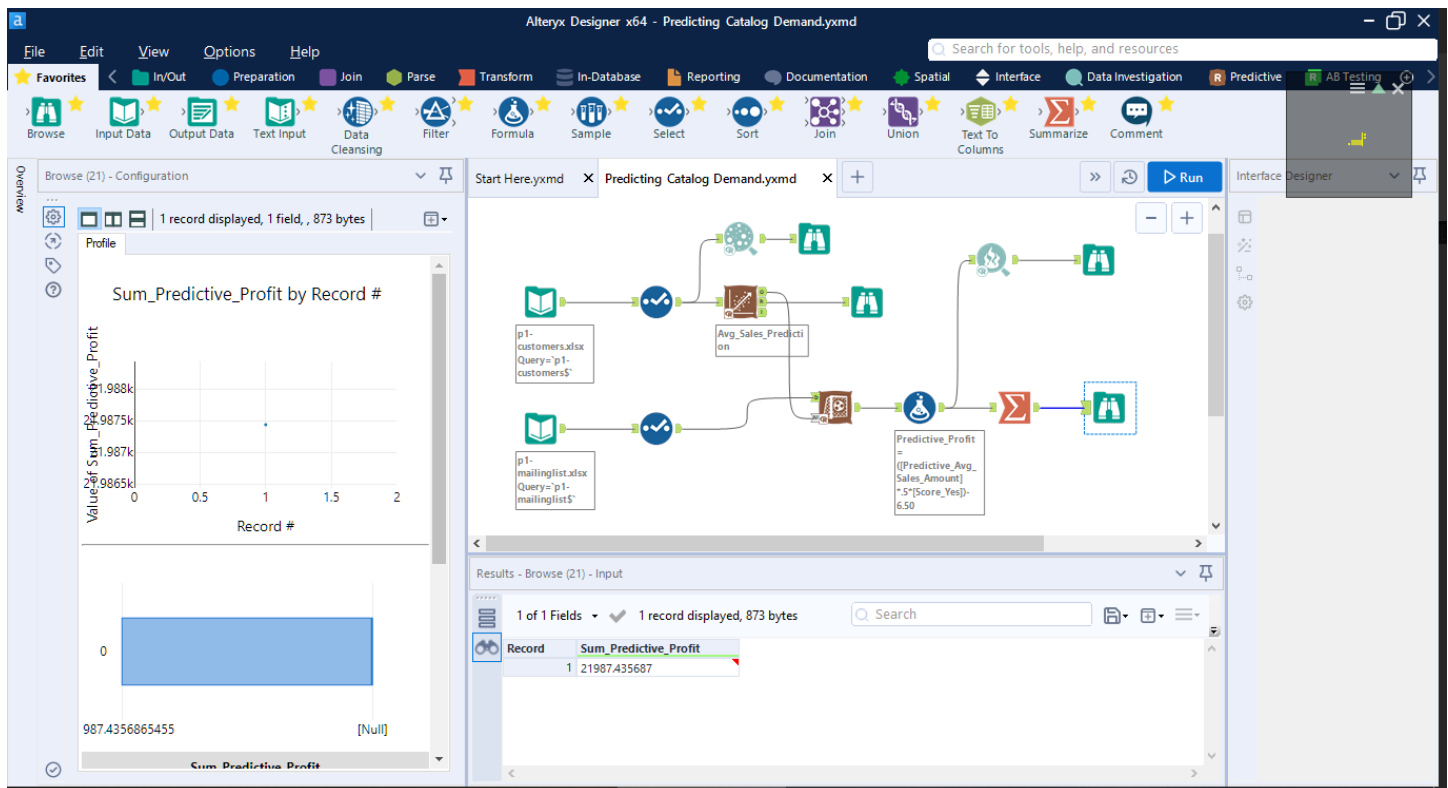 a
Alteryx Designer x64 - Predicting Catalog Demand.yxmd
File Edit View Options Help
Search for tools, help, and resources
Favorites In/Out Preparation Join Parse Transform In-Database Reporting Documentation Spatial Interface Data Investigation R Predictive R AB Testing
Browse Input Data Output Data Text Input Data Cleansing Filter Formula Sample Select Sort Join Union Text To Columns Summarize Comment
Overview
Browse (21) - Configuration
1 record displayed, 1 field, , 873 bytes
Profile
Sum_Predictive_Profit by Record #
Value of Sum_Predictive_Profit
21.988k
21.9875k
21.987k
21.9865k
0 0.5 1 1.5 2
Record #
0
987.4356865455 [Null]
Sum_Predictive_Profit
Start Here.yxmd
Predicting Catalog Demand.yxmd
Run
p1-
customers.xlsx
Query=`p1-
customers$`
Avg_Sales_Predicti
on
p1-
mailinglist.xlsx
Query=`p1-
mailinglist$`
Predictive_Profit
=
([Predictive_Avg_
Sales_Amount]
*.5*[Score_Yes])-
6.50
Results - Browse (21) - Input
1 of 1 Fields
1 record displayed, 873 bytes
Search
Record Sum_Predictive_Profit
1 21987.435687
Interface Designer